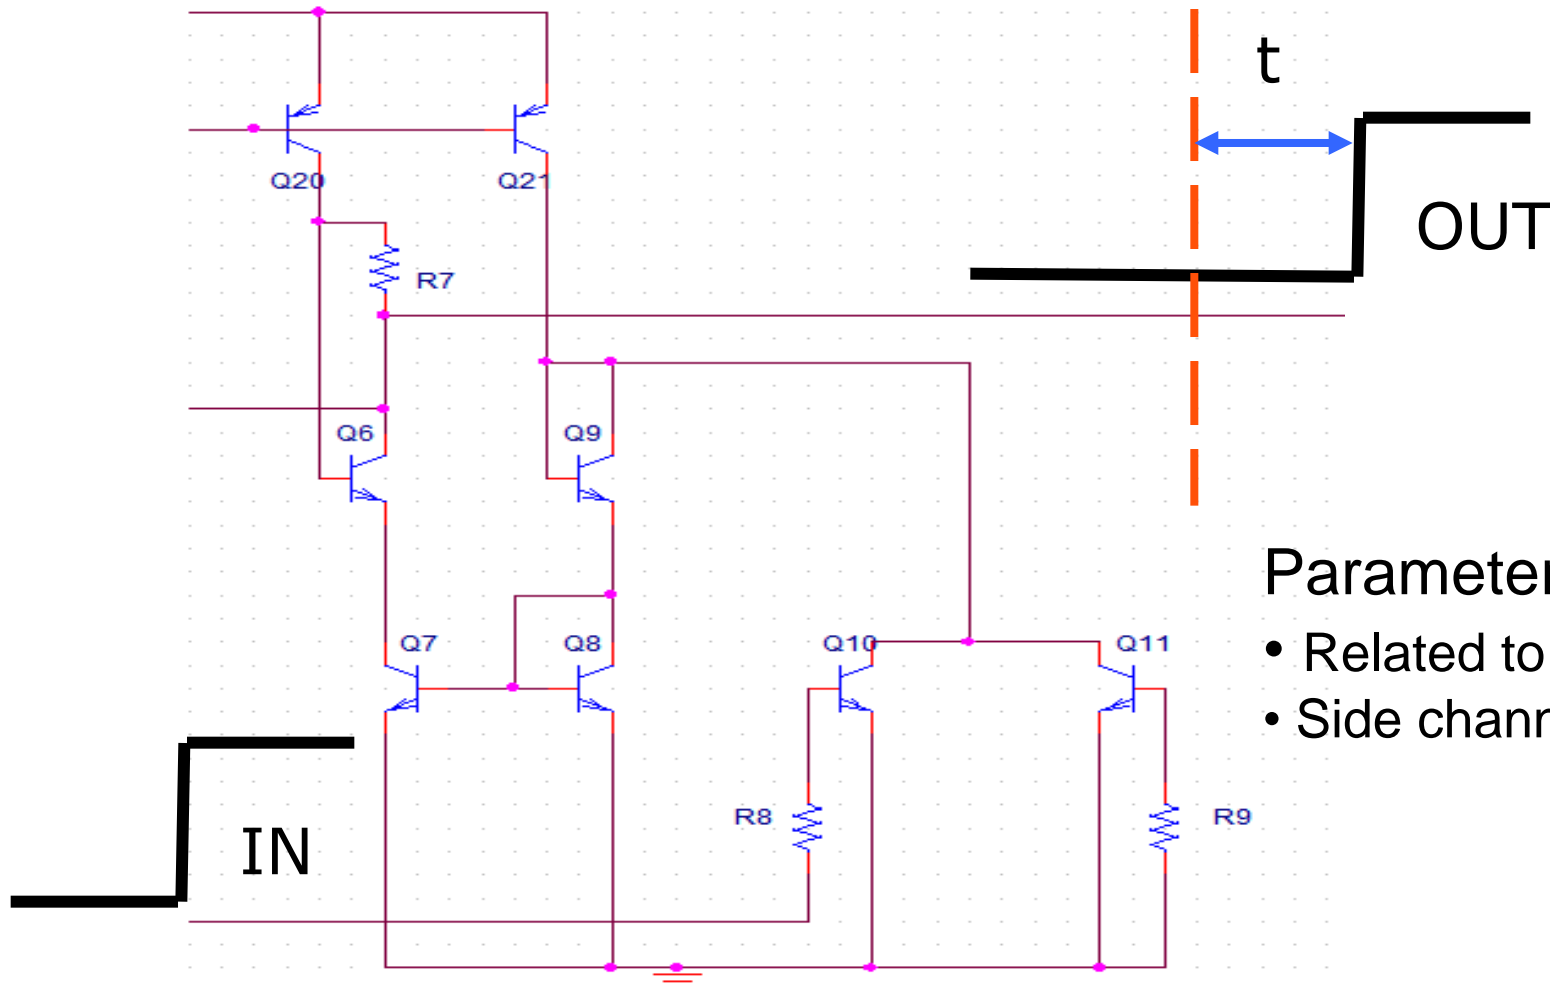 t
Q20
Q21
OUT
R7
Q6
Q9
Parameter
Q7
Q8
Q10
Q11
• Related to
• Side chann
R8
R9
IN